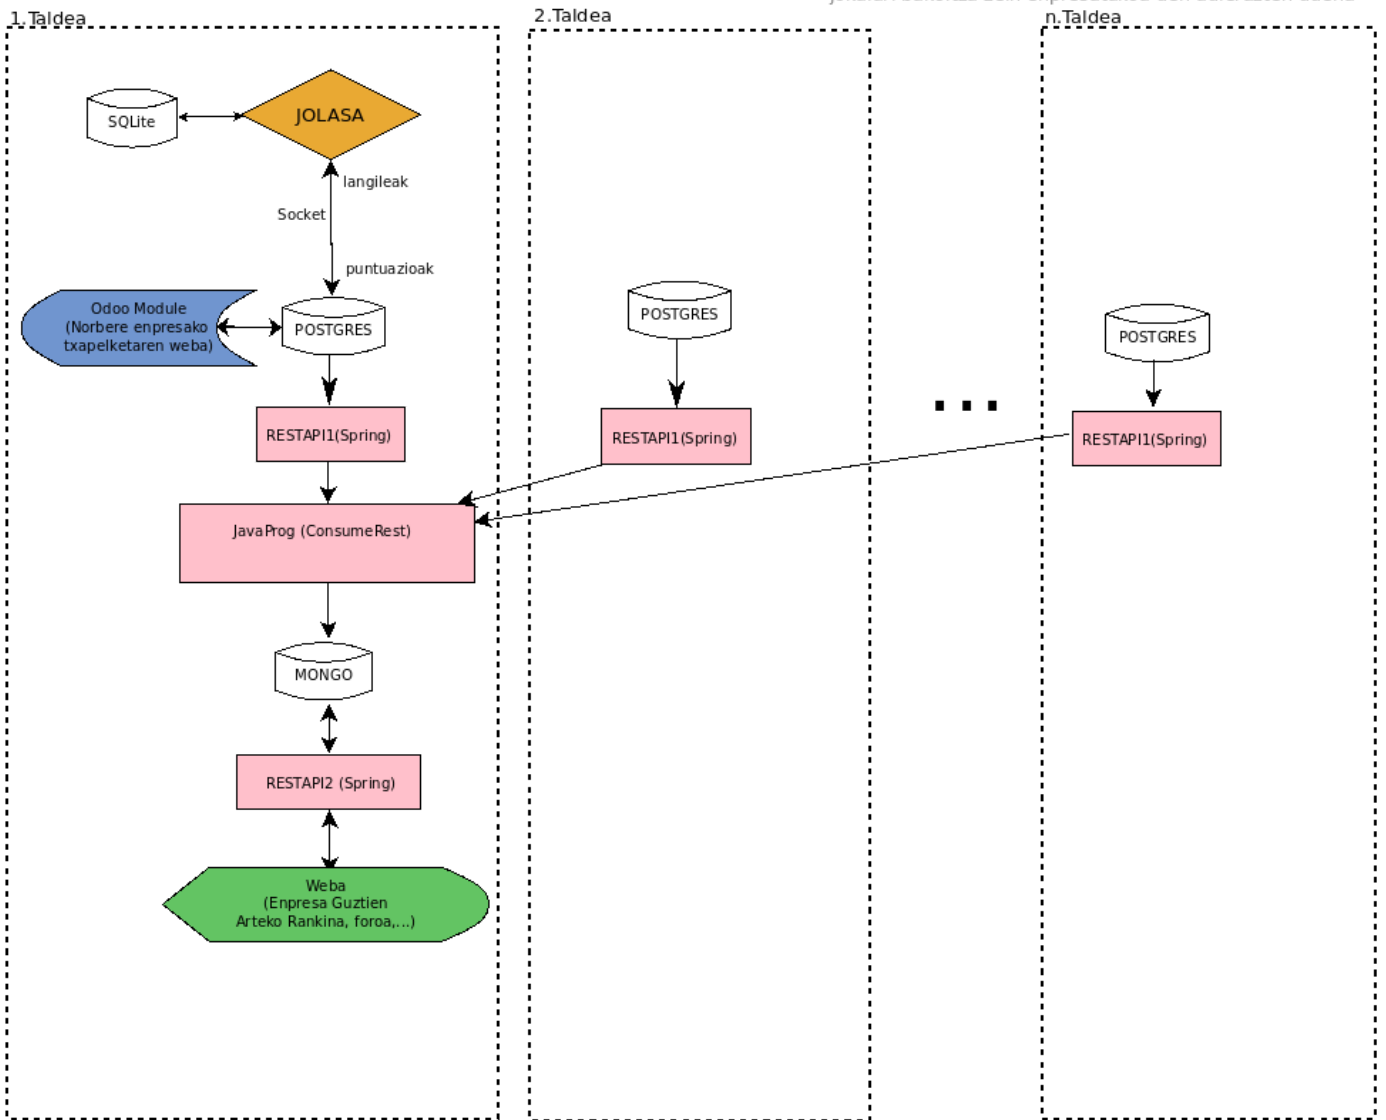 1.Taldea
2.Taldea
n.Taldea
SQLite
JOLASA
langileak
Socket
puntuazioak
Odoo Module
(Norbere enpresako
txapelketaren weba)
POSTGRES
POSTGRES
POSTGRES
...
RESTAPI1(Spring)
RESTAPI1(Spring)
RESTAPI1(Spring)
JavaProg (ConsumeRest)
MONGO
RESTAPI2 (Spring)
Weba
(Enpresa Guztien
Arteko Rankina, foroa,...)